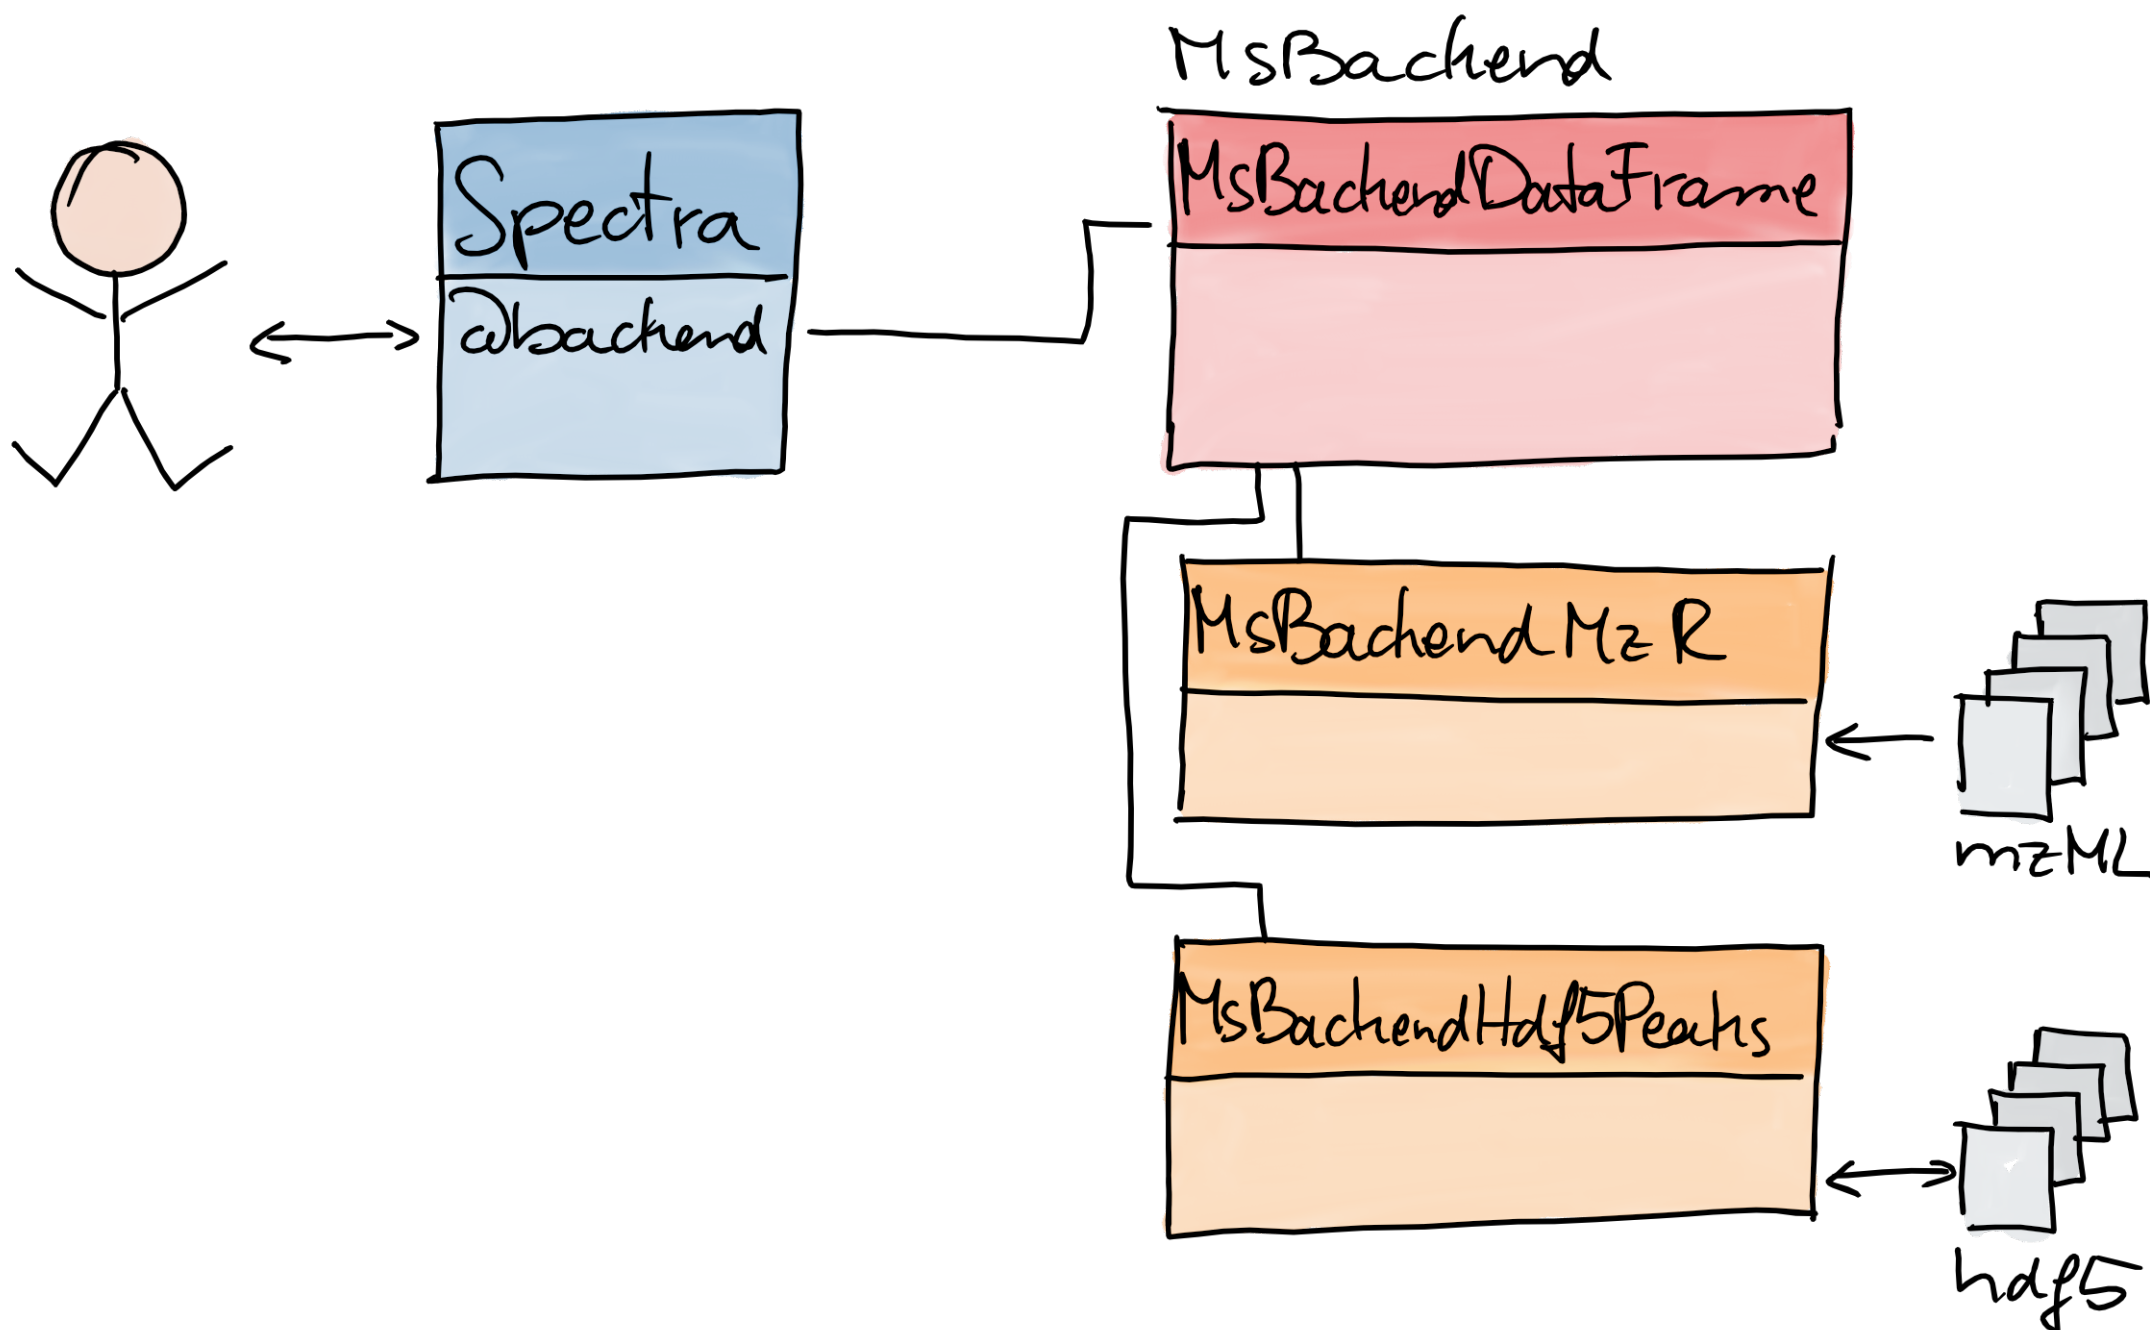 MsBackend
Spectra
@backend
MsBackendDataFrame
MsBackendMzR
mzML
MsBackendHdf5Peaks
hdf5